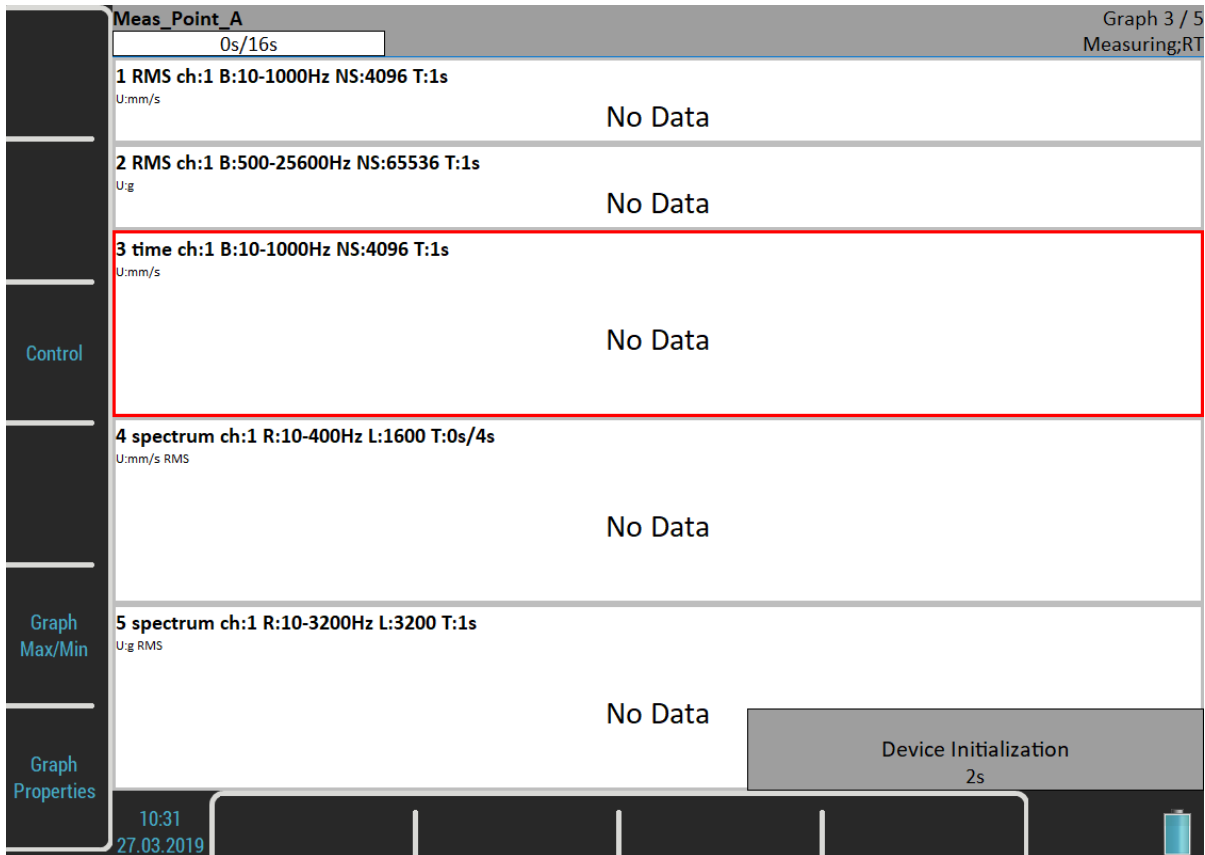 Meas_Point_A
Graph 3 / 5
0s/16s
Measuring;RT
1 RMS ch:1 B:10-1000Hz NS:4096 T:1s
U:mm/s
No Data
2 RMS ch:1 B:500-25600Hz NS:65536 T:1s
U:g
No Data
3 time ch:1 B:10-1000Hz NS:4096 T:1s
U:mm/s
No Data
Control
4 spectrum ch:1 R:10-400Hz L:1600 T:0s/4s
U:mm/s RMS
No Data
Graph
Max/Min
5 spectrum ch:1 R:10-3200Hz L:3200 T:1s
U:g RMS
No Data
Device Initialization
2s
Graph
Properties
10:31
27.03.2019